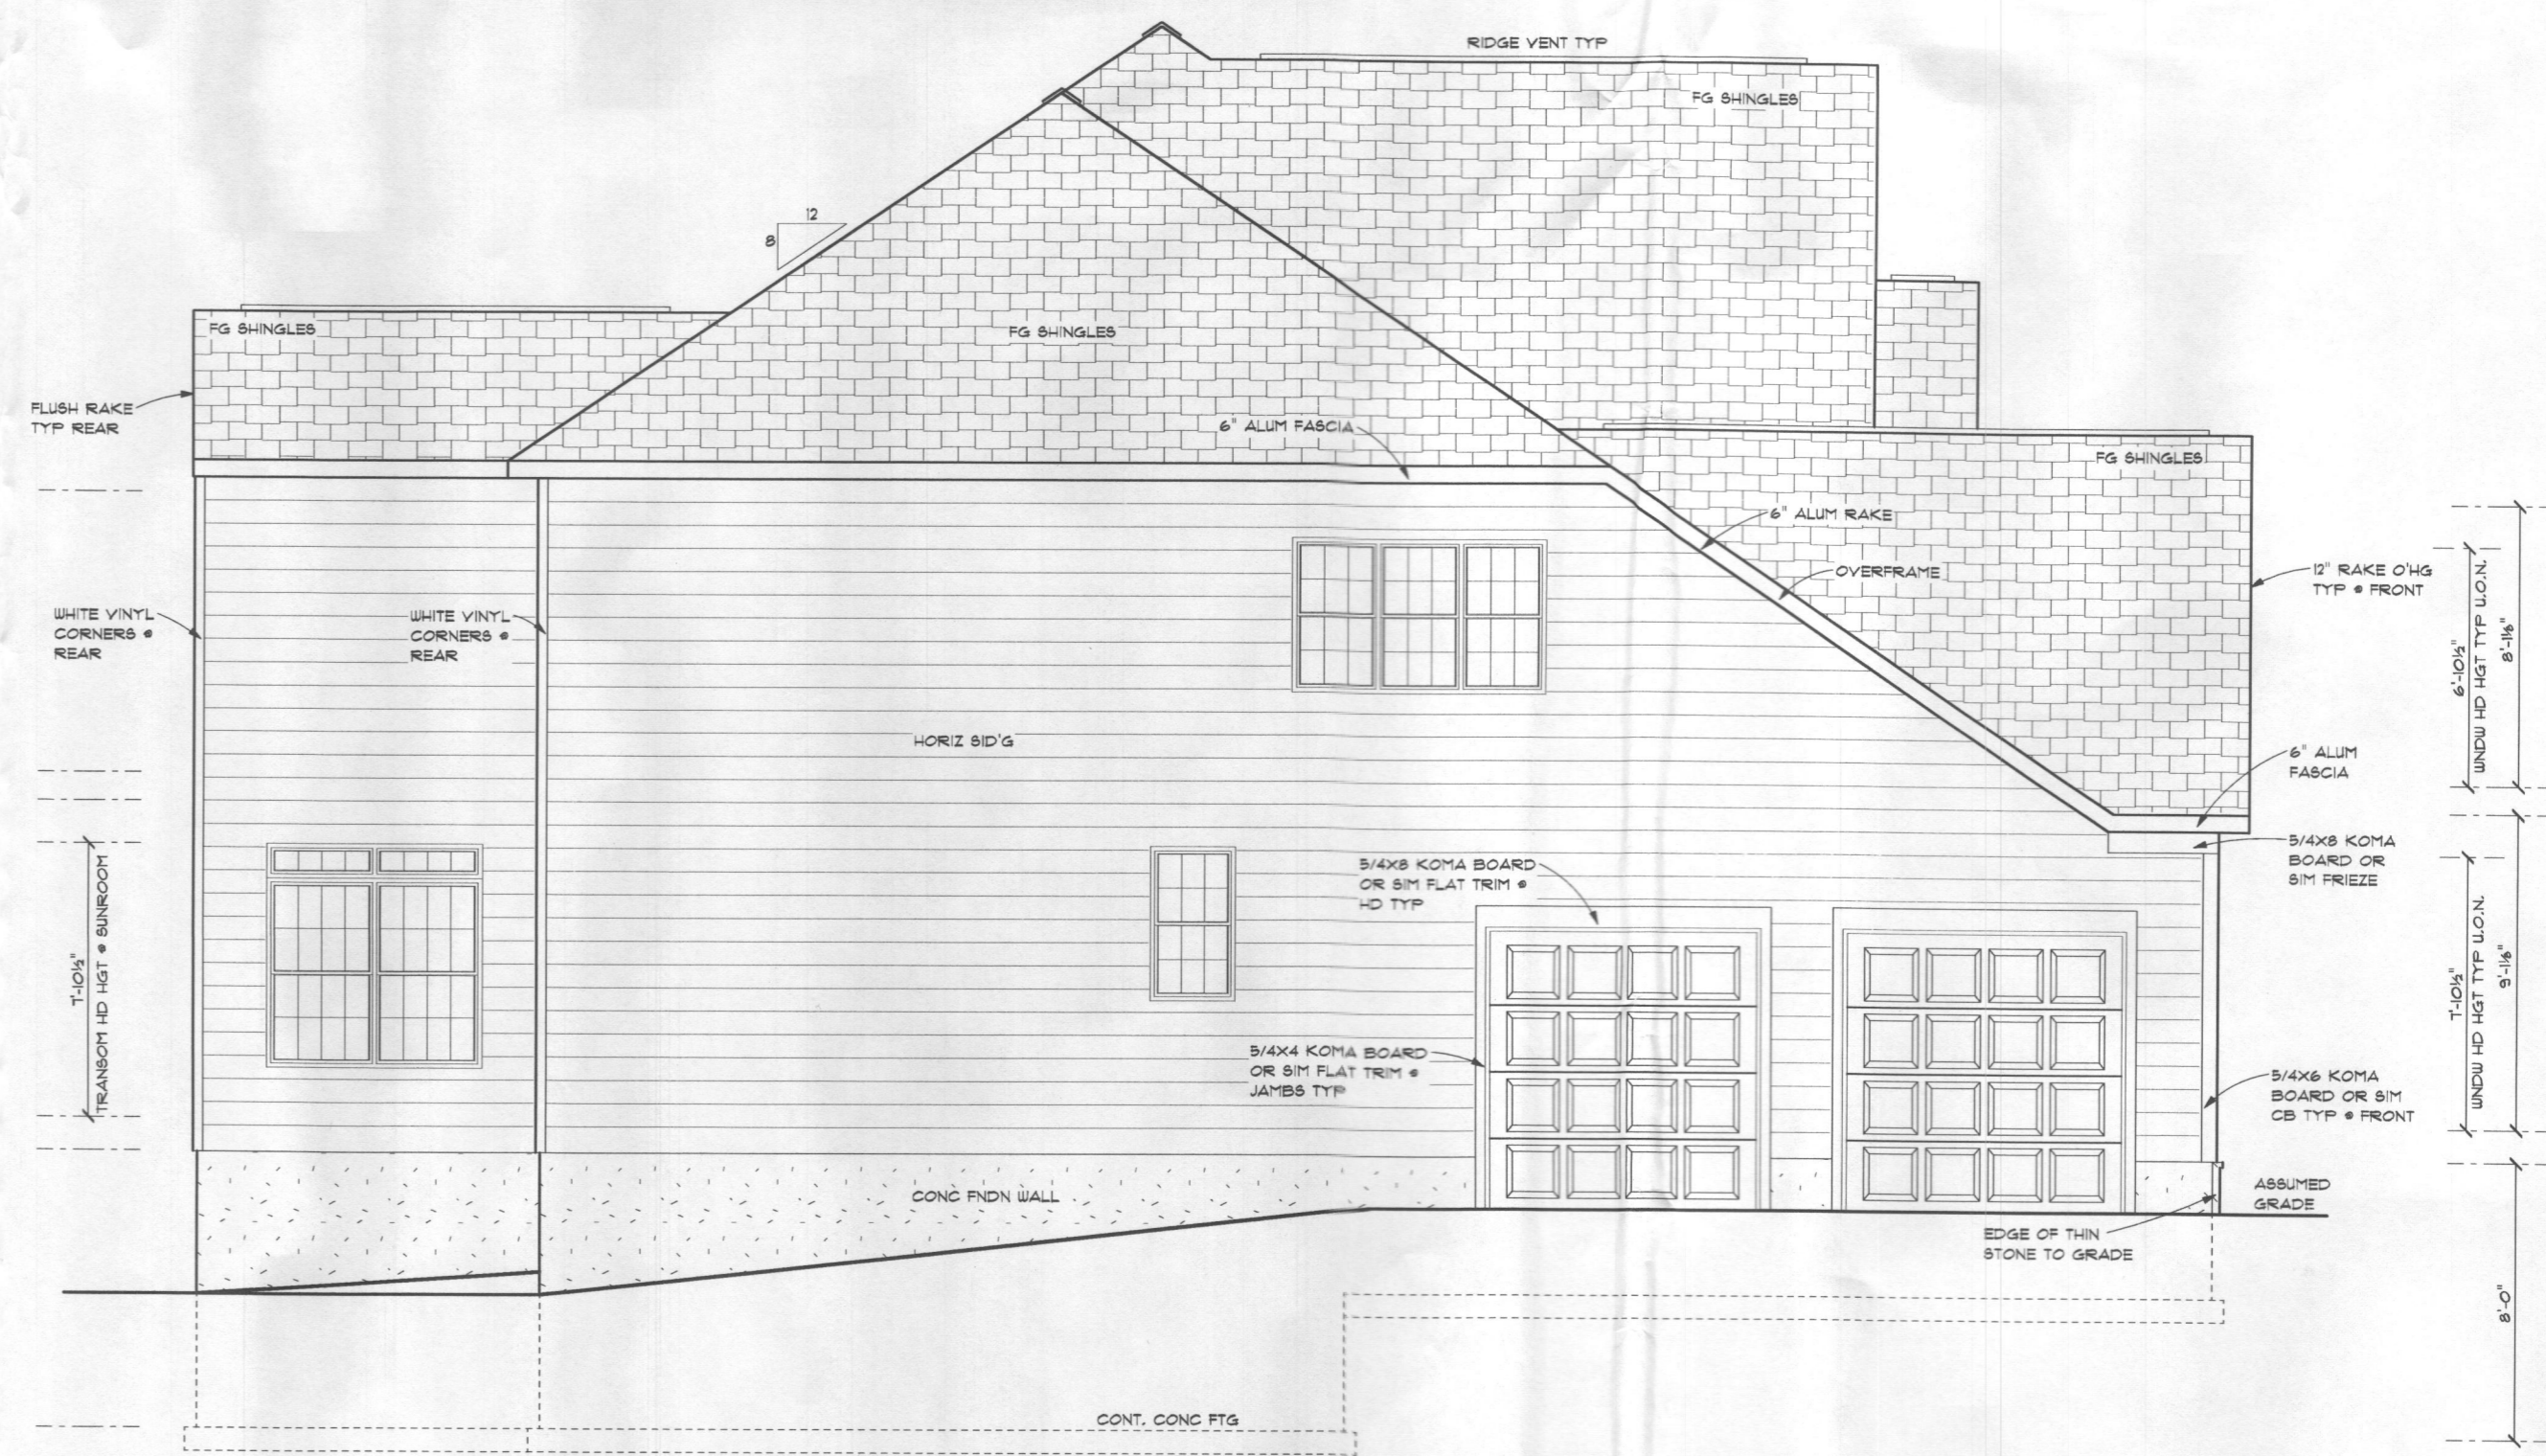 RIDGE VENT TYP
FG SHINGLES
12
8
FG SHINGLES
FG SHINGLES
FLUSH RAKE
TYP REAR
6" ALUM FASCIA
FG SHINGLES
6" ALUM RAKE
OVERFRAME
12" RAKE O'HG
TYP @ FRONT
WHITE VINYL
CORNERS @
REAR
WHITE VINYL
CORNERS @
REAR
6'-10½"
WNDW HD HGT TYP U.O.N.
8'-1⅛"
HORIZ SID'G
6" ALUM
FASCIA
5/4X8 KOMA
BOARD OR
SIM FRIEZE
5/4X8 KOMA BOARD
OR SIM FLAT TRIM @
HD TYP
7'-10½"
TRANSOM HD HGT @ SUNROOM
7'-10½"
WNDW HD HGT TYP U.O.N.
9'-1⅛"
5/4X4 KOMA BOARD
OR SIM FLAT TRIM @
JAMBS TYP
5/4X6 KOMA
BOARD OR SIM
CB TYP @ FRONT
CONC FNDN WALL
ASSUMED
GRADE
EDGE OF THIN
STONE TO GRADE
8'-0"
CONT. CONC FTG